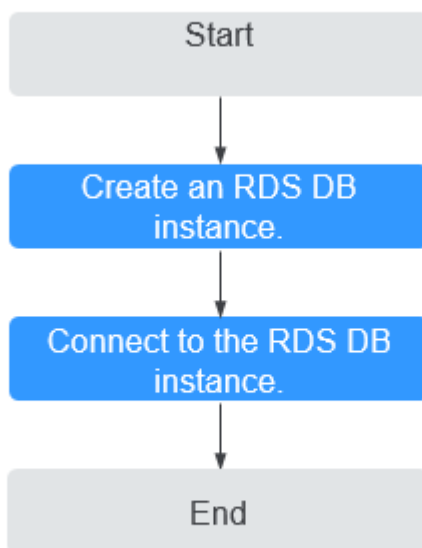 Start
Create an RDS DB
instance.
Connect to the RDS DB
instance.
End